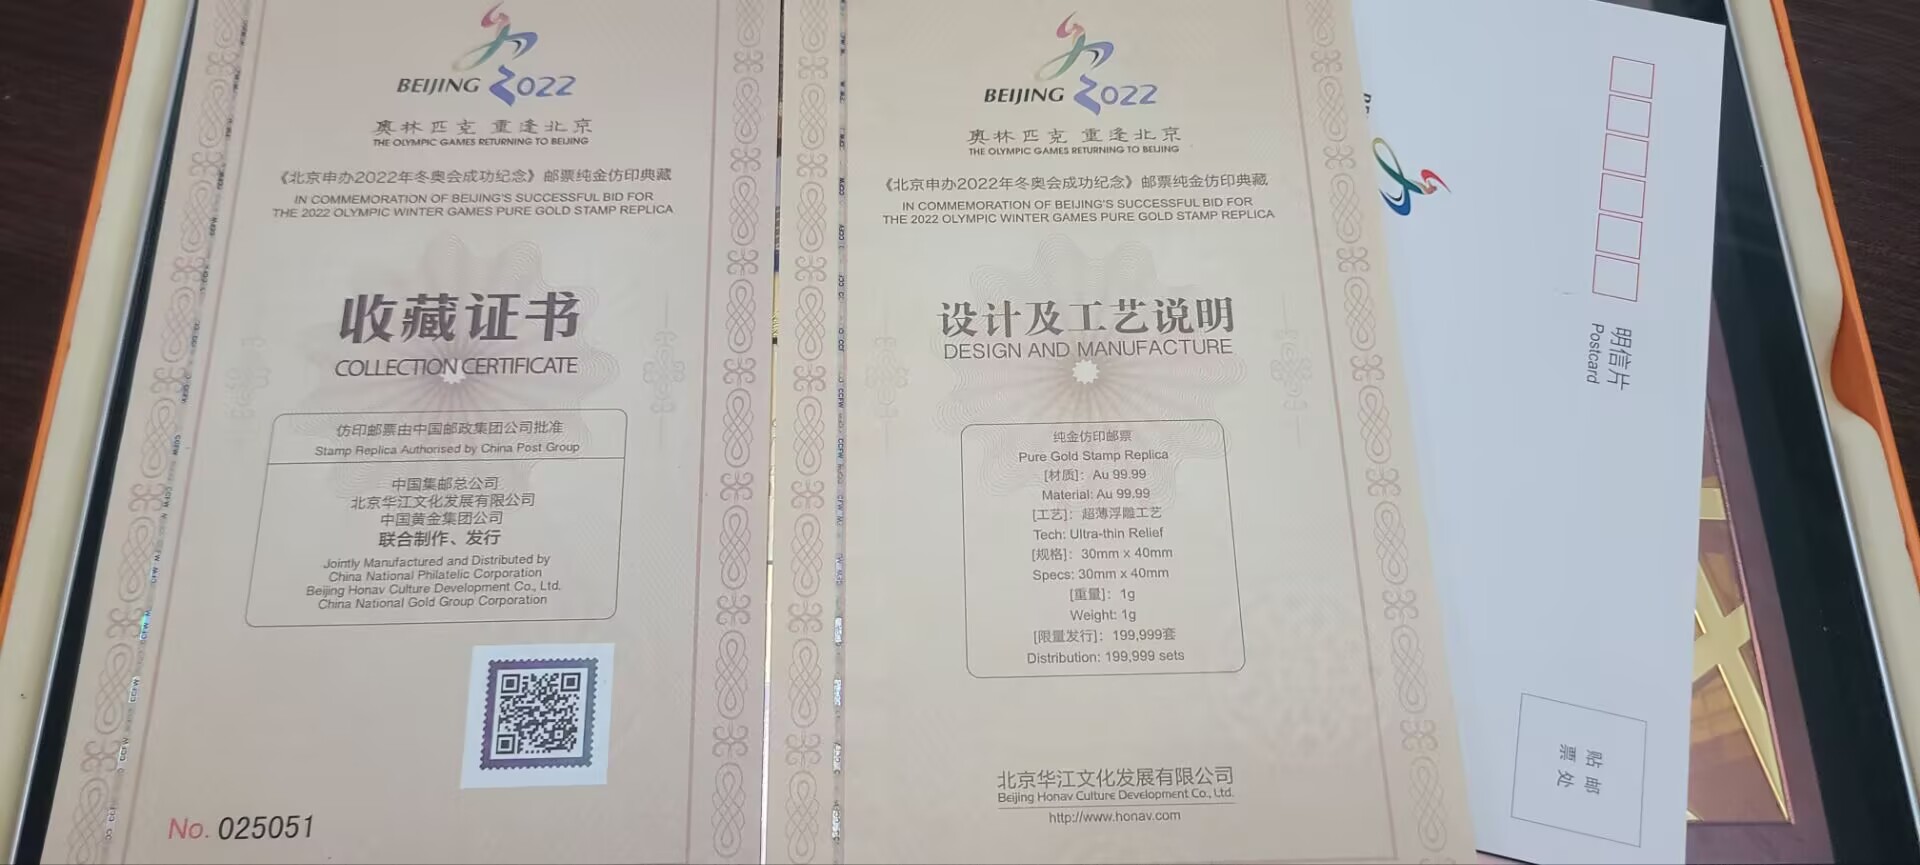 BEIJING 2022
奥林匹克 重逢北京
THE OLYMPIC GAMES RETURNING TO BEIJING
《北京申办2022年冬奥会成功纪念》邮票纯金仿印典藏
IN COMMEMORATION OF BEIJING'S SUCCESSFUL BID FOR
THE 2022 OLYMPIC WINTER GAMES PURE GOLD STAMP REPLICA
收藏证书
COLLECTION CERTIFICATE
仿印邮票由中国邮政集团公司批准
Stamp Replica Authorised by China Post Group
中国集邮总公司
北京华江文化发展有限公司
中国黄金集团公司
联合制作、发行
Jointly Manufactured and Distributed by
China National Philatelic Corporation
Beijing Honav Culture Development Co., Ltd.
China National Gold Group Corporation
No. 025051
BEIJING 2022
奥林匹克 重逢北京
THE OLYMPIC GAMES RETURNING TO BEIJING
《北京申办2022年冬奥会成功纪念》邮票纯金仿印典藏
IN COMMEMORATION OF BEIJING'S SUCCESSFUL BID FOR
THE 2022 OLYMPIC WINTER GAMES PURE GOLD STAMP REPLICA
设计及工艺说明
DESIGN AND MANUFACTURE
纯金仿印邮票
Pure Gold Stamp Replica
[材质]：Au 99.99
Material: Au 99.99
[工艺]：超薄浮雕工艺
Tech: Ultra-thin Relief
[规格]：30mm x 40mm
Specs: 30mm x 40mm
[重量]：1g
Weight: 1g
[限量发行]：199,999套
Distribution: 199,999 sets
北京华江文化发展有限公司
Beijing Honav Culture Development Co., Ltd.
http://www.honav.com
明信片
Postcard
贴邮
票处